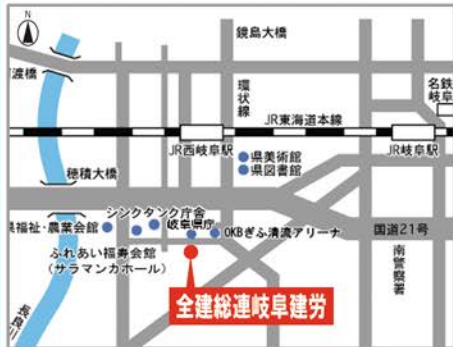 N
鏡島大橋
渡橋
環状線
名鉄
岐阜
JR東海道本線
JR西岐阜駅
JR岐阜駅
県美術館
県図書館
穂積大橋
シンクタンク庁舎
県福祉・農業会館
岐阜県庁
OKBぎふ清流アリーナ
国道21号
ふれあい福寿会館
(サラマンカホール)
南警察署
長良川
全建総連岐阜建労